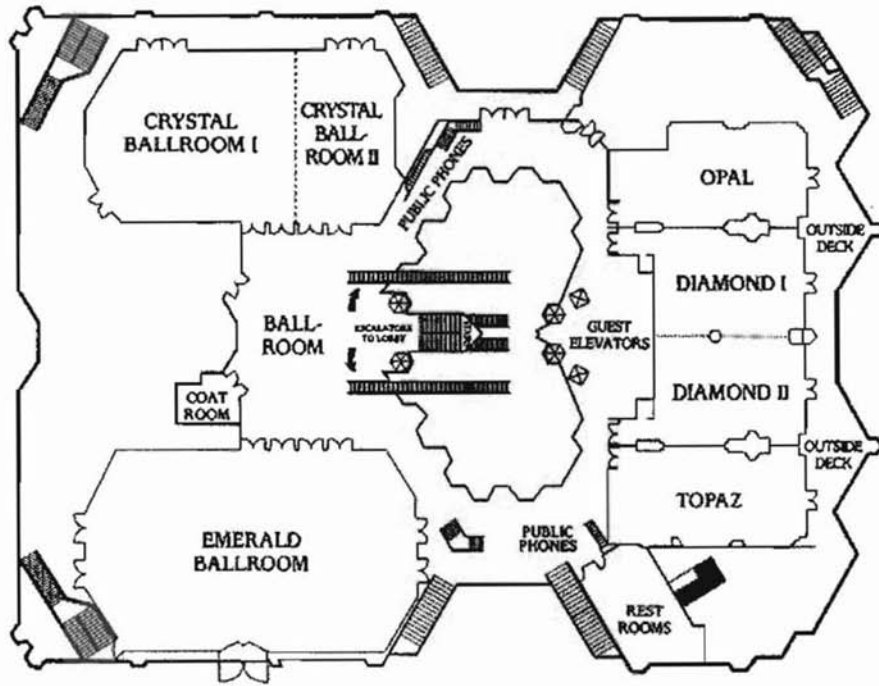 CRYSTAL
BALLROOM I
CRYSTAL
BALL-
ROOM II
PUBLIC PHONES
OPAL
OUTSIDE
DECK
DIAMOND I
BALL-
ROOM
ESCALATORS
TO LOBBY
GUEST
ELEVATORS
COAT
ROOM
DIAMOND II
OUTSIDE
DECK
TOPAZ
EMERALD
BALLROOM
PUBLIC
PHONES
REST
ROOMS